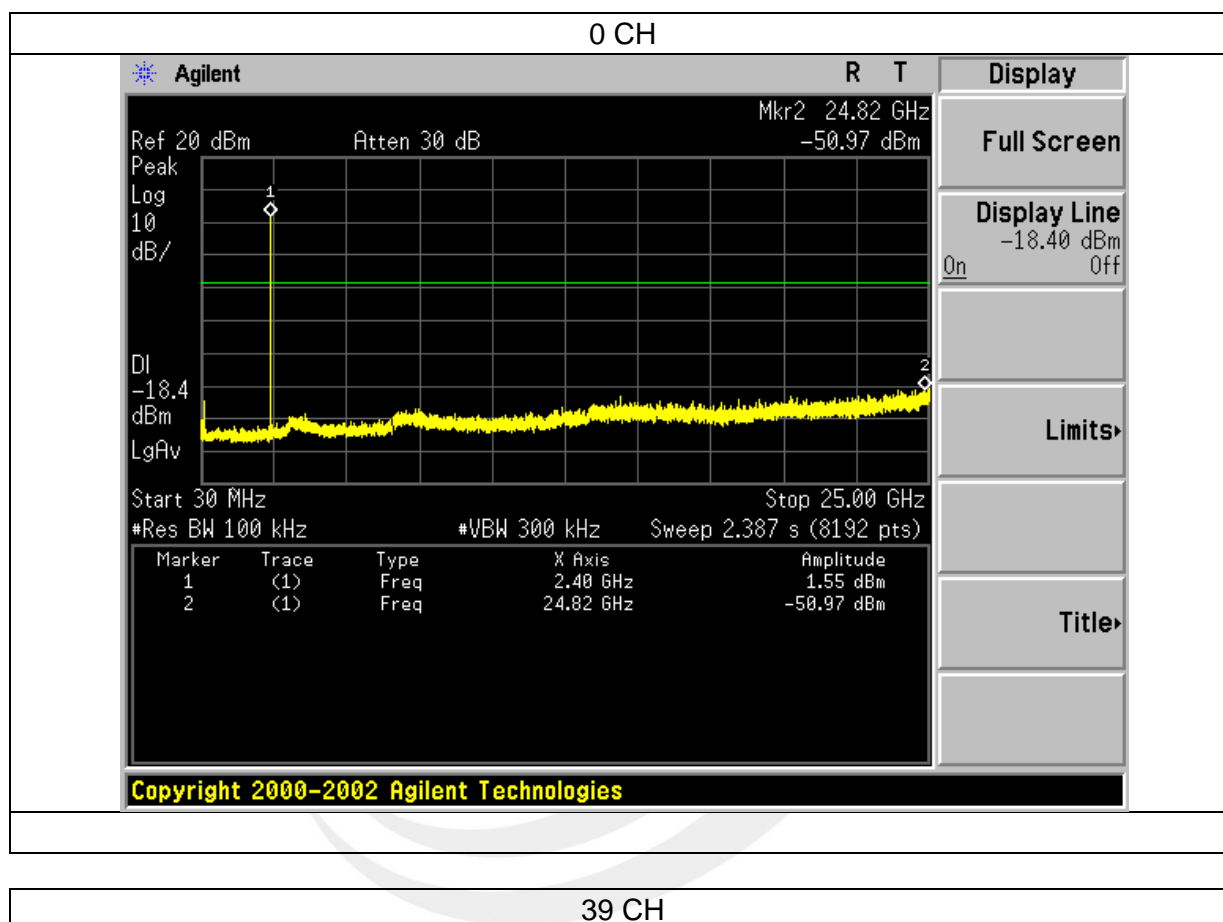 0 CH
Agilent R T Display
Mkr2 24.82 GHz
Ref 20 dBm Atten 30 dB -50.97 dBm
Peak
Log
10
dB/
1
2
DI
-18.4
dBm
LgAv
Start 30 MHz Stop 25.00 GHz
#Res BW 100 kHz #VBW 300 kHz Sweep 2.387 s (8192 pts)
Marker Trace Type X Axis Amplitude
1 (1) Freq 2.40 GHz 1.55 dBm
2 (1) Freq 24.82 GHz -50.97 dBm
Full Screen
Display Line
-18.40 dBm
On Off
Limits
Title
Copyright 2000-2002 Agilent Technologies
39 CH